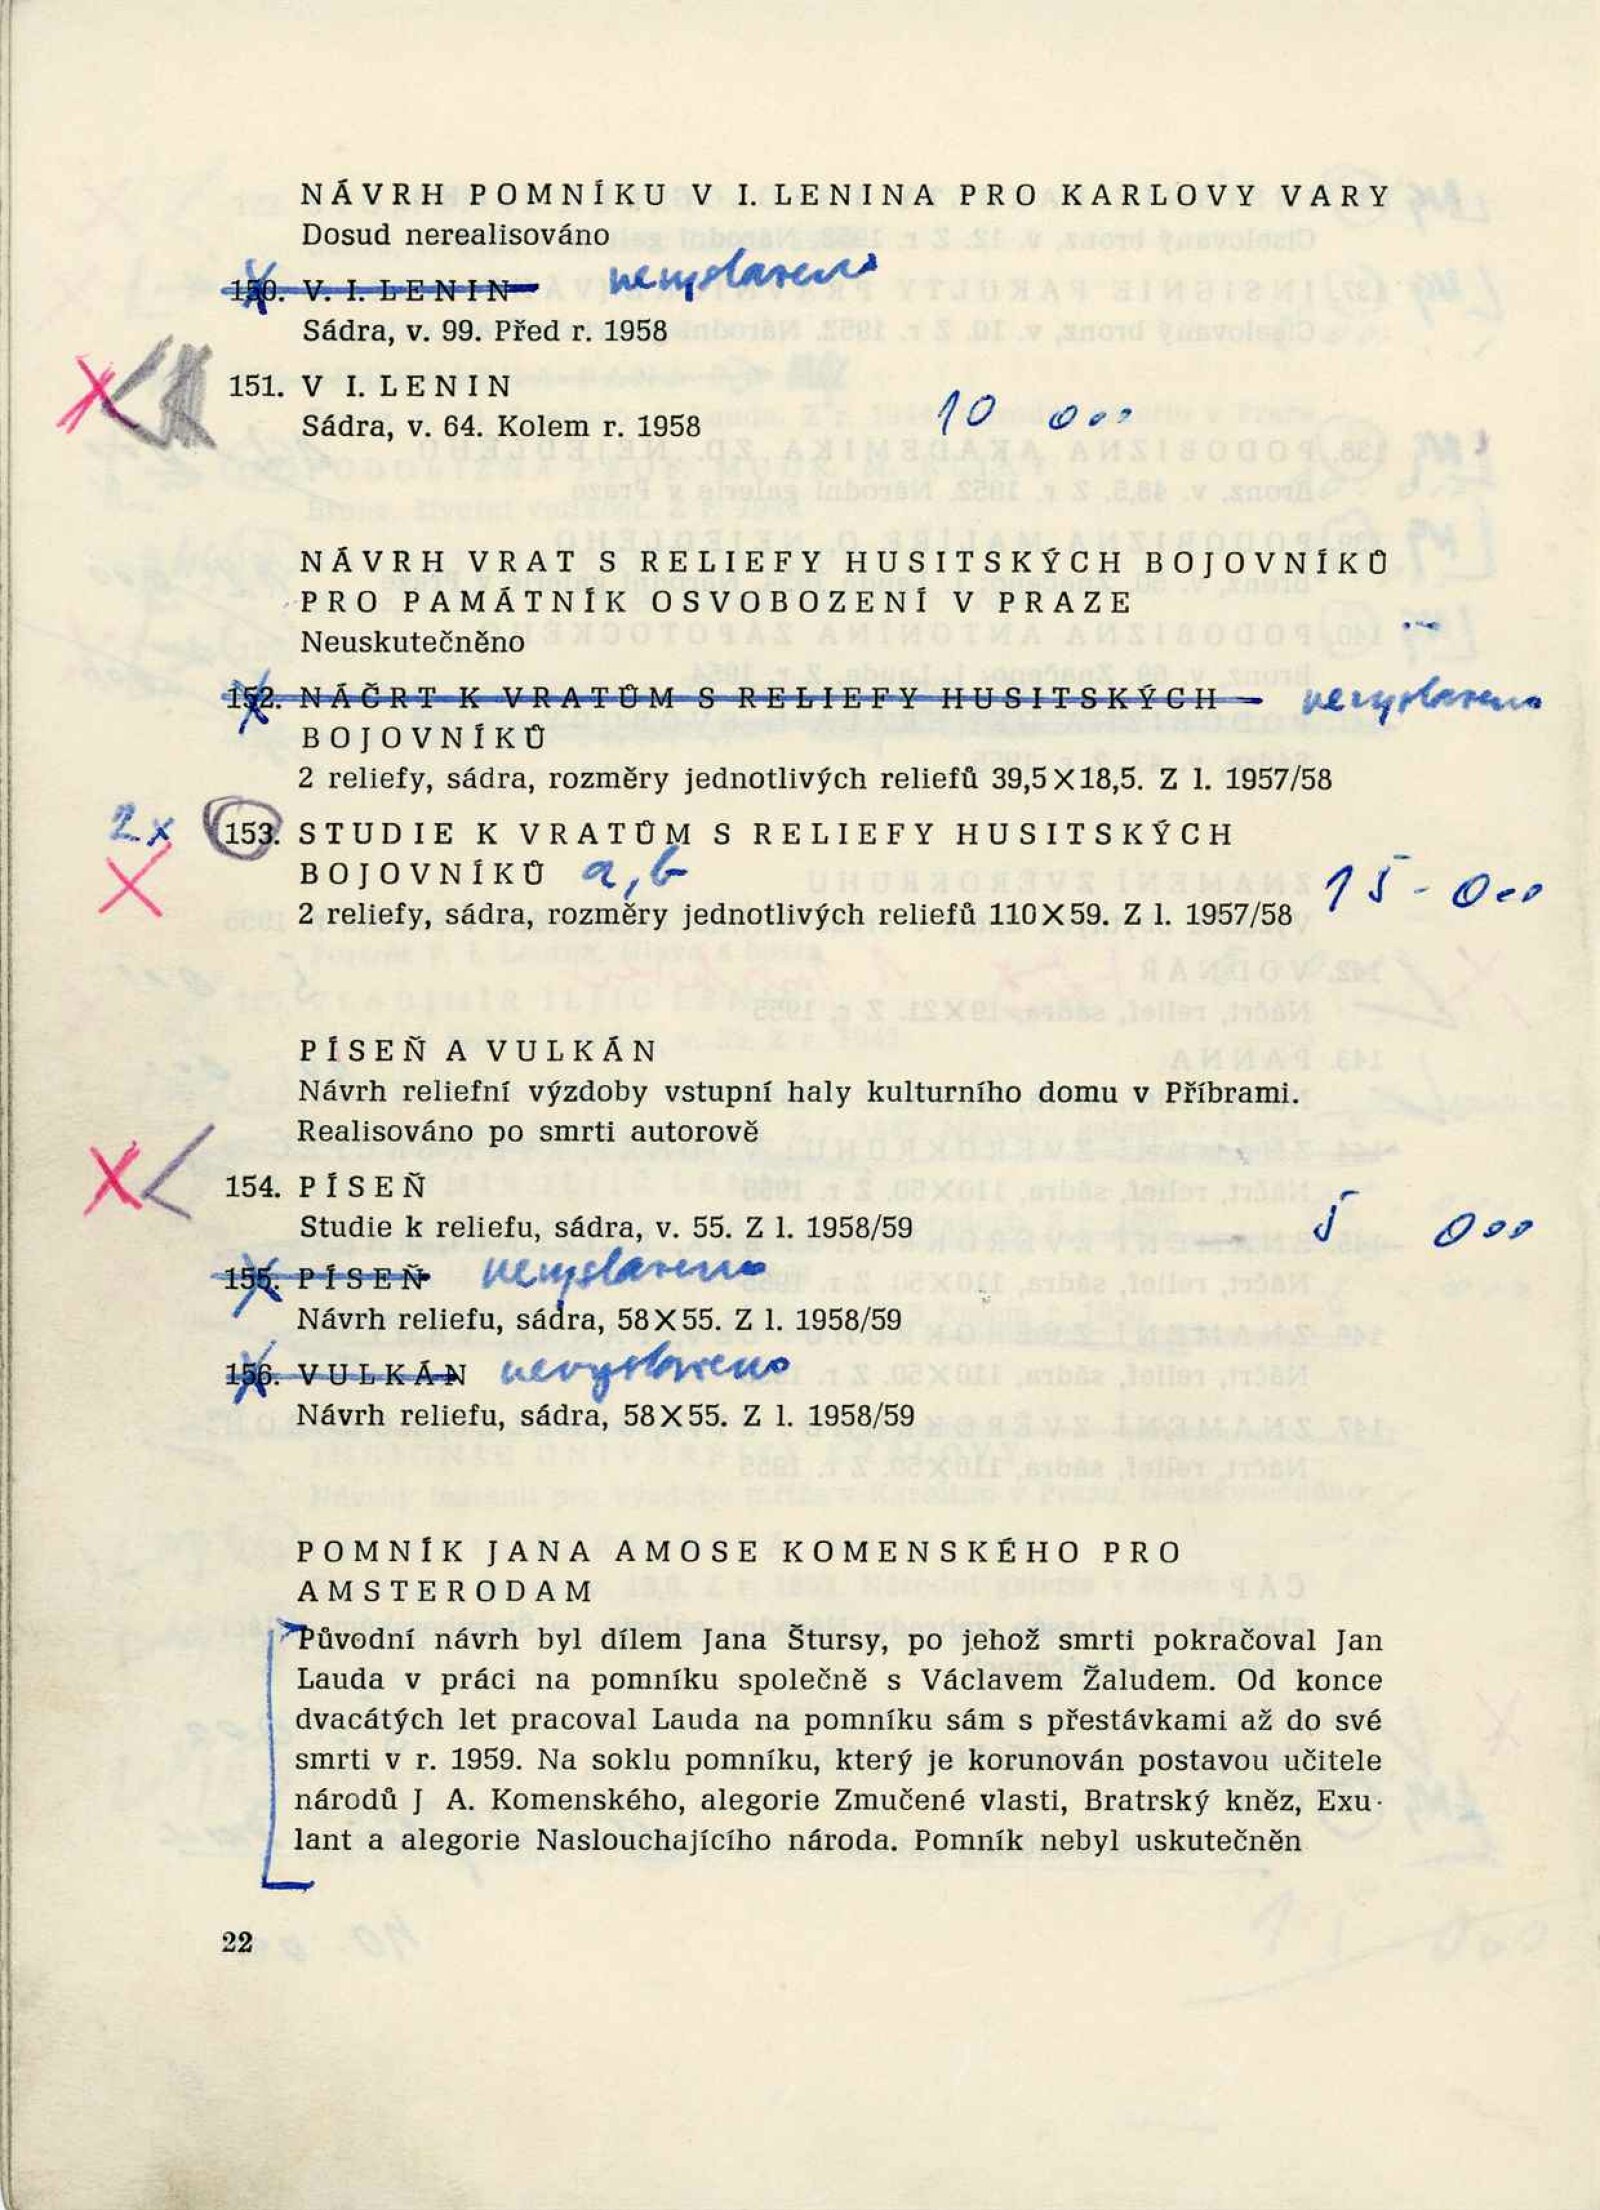 NÁVRH POMNÍKU V I. LENINA PRO KARLOVY VARY
Dosud nerealisováno
150. V. I. LENIN nevystaveno
Sádra, v. 99. Před r. 1958
151. V I. LENIN
Sádra, v. 64. Kolem r. 1958 10 000
NÁVRH VRAT S RELIEFY HUSITSKÝCH BOJOVNÍKŮ
PRO PAMÁTNÍK OSVOBOZENÍ V PRAZE
Neuskutečněno
152. NÁČRT K VRATŮM S RELIEFY HUSITSKÝCH nevystaveno
BOJOVNÍKŮ
2 reliefy, sádra, rozměry jednotlivých reliefů 39,5X18,5. Z l. 1957/58
2x 153. STUDIE K VRATŮM S RELIEFY HUSITSKÝCH
BOJOVNÍKŮ a, b 15-000
2 reliefy, sádra, rozměry jednotlivých reliefů 110X59. Z l. 1957/58
PÍSEŇ A VULKÁN
Návrh reliefní výzdoby vstupní haly kulturního domu v Příbrami.
Realisováno po smrti autorově
154. PÍSEŇ
Studie k reliefu, sádra, v. 55. Z l. 1958/59 5 000
155. PÍSEŇ nevystaveno
Návrh reliefu, sádra, 58X55. Z l. 1958/59
156. VULKÁN nevystaveno
Návrh reliefu, sádra, 58X55. Z l. 1958/59
POMNÍK JANA AMOSE KOMENSKÉHO PRO
AMSTERODAM
Původní návrh byl dílem Jana Štursy, po jehož smrti pokračoval Jan
Lauda v práci na pomníku společně s Václavem Žaludem. Od konce
dvacátých let pracoval Lauda na pomníku sám s přestávkami až do své
smrti v r. 1959. Na soklu pomníku, který je korunován postavou učitele
národů J A. Komenského, alegorie Zmučené vlasti, Bratrský kněz, Exu-
lant a alegorie Naslouchajícího národa. Pomník nebyl uskutečněn
22